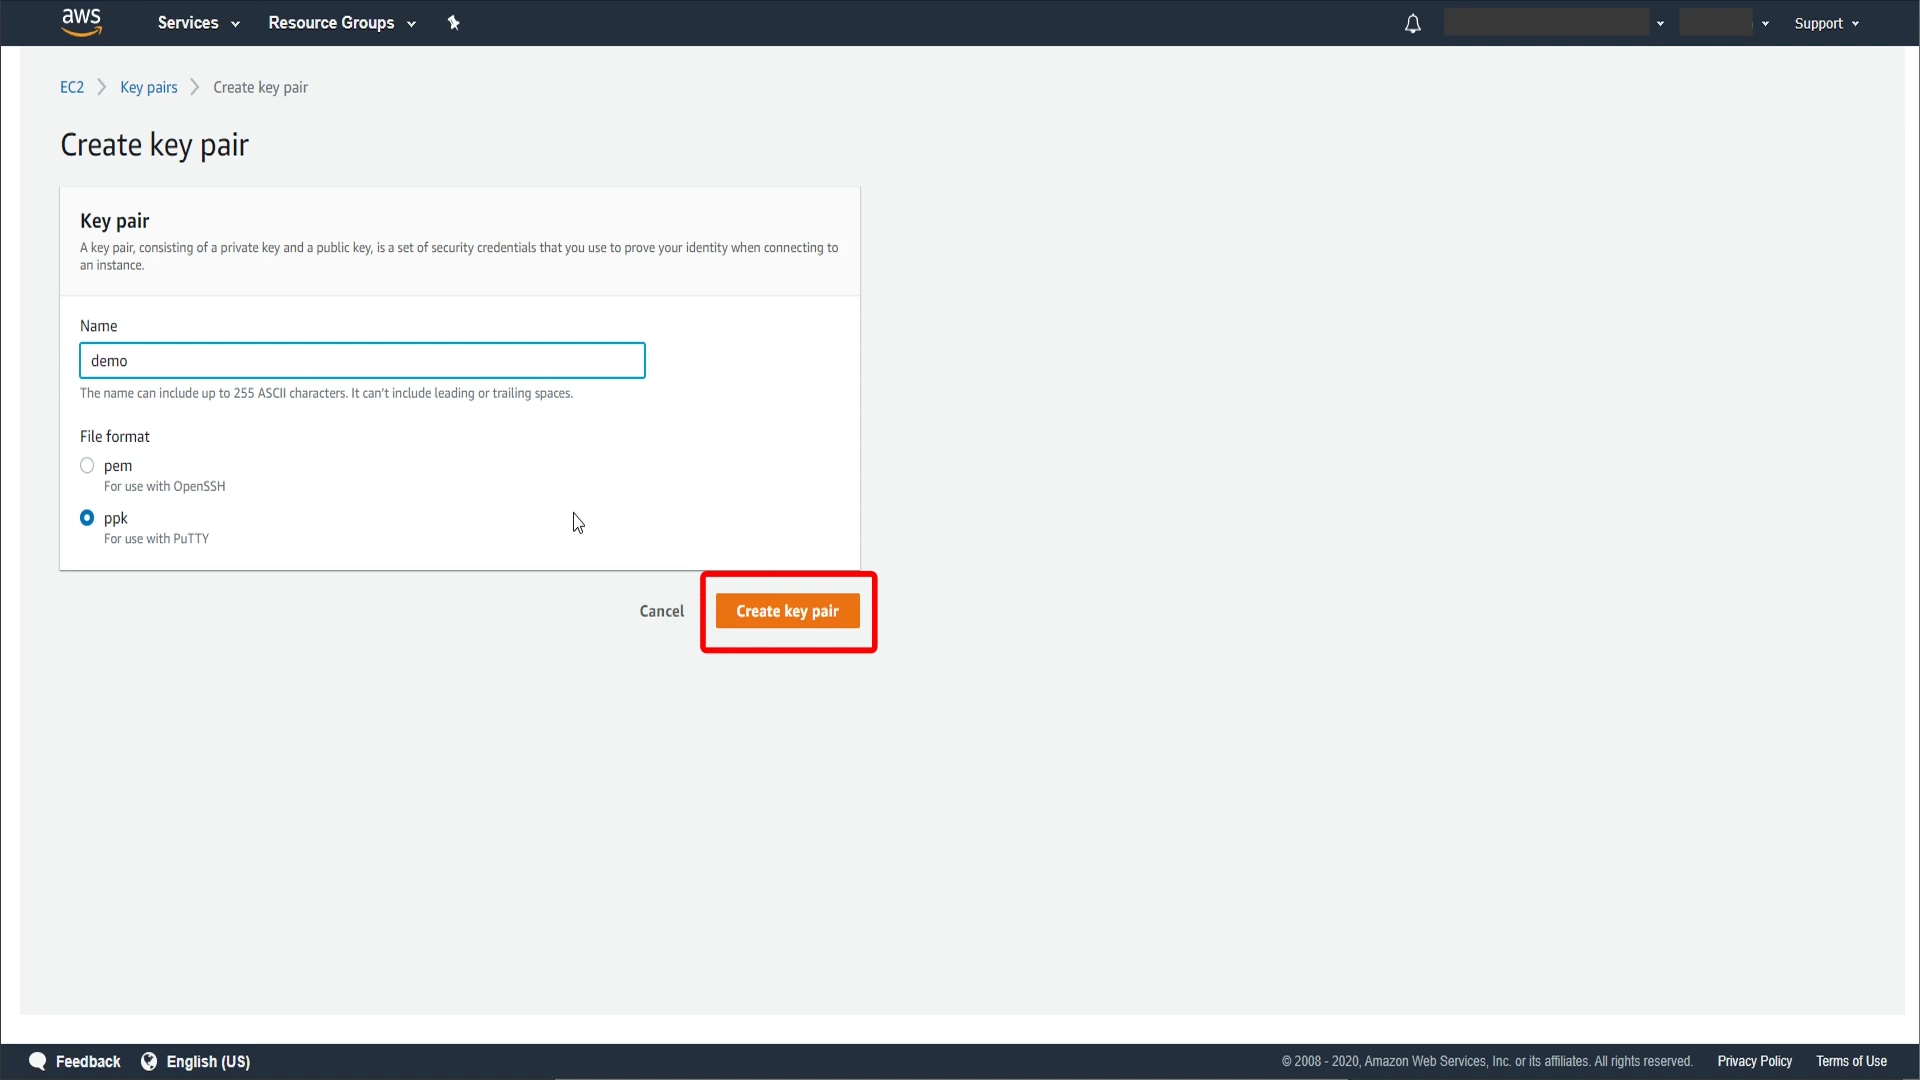 aws Services Resource Groups Support
EC2 Key pairs Create key pair
Create key pair
Key pair
A key pair, consisting of a private key and a public key, is a set of security credentials that you use to prove your identity when connecting to
an instance.
Name
demo
The name can include up to 255 ASCII characters. It can't include leading or trailing spaces.
File format
pem
For use with OpenSSH
ppk
For use with PuTTY
Cancel Create key pair
Feedback English (US) © 2008 - 2020, Amazon Web Services, Inc. or its affiliates. All rights reserved. Privacy Policy Terms of Use